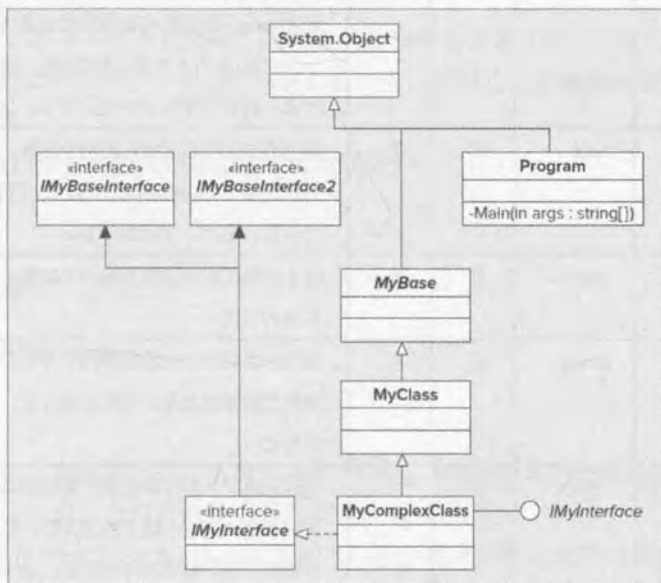 System.Object
«interface»
IMyBaseInterface
«interface»
IMyBaseInterface2
Program
-Main(in args : string[])
MyBase
MyClass
«interface»
IMyInterface
MyComplexClass
IMyInterface